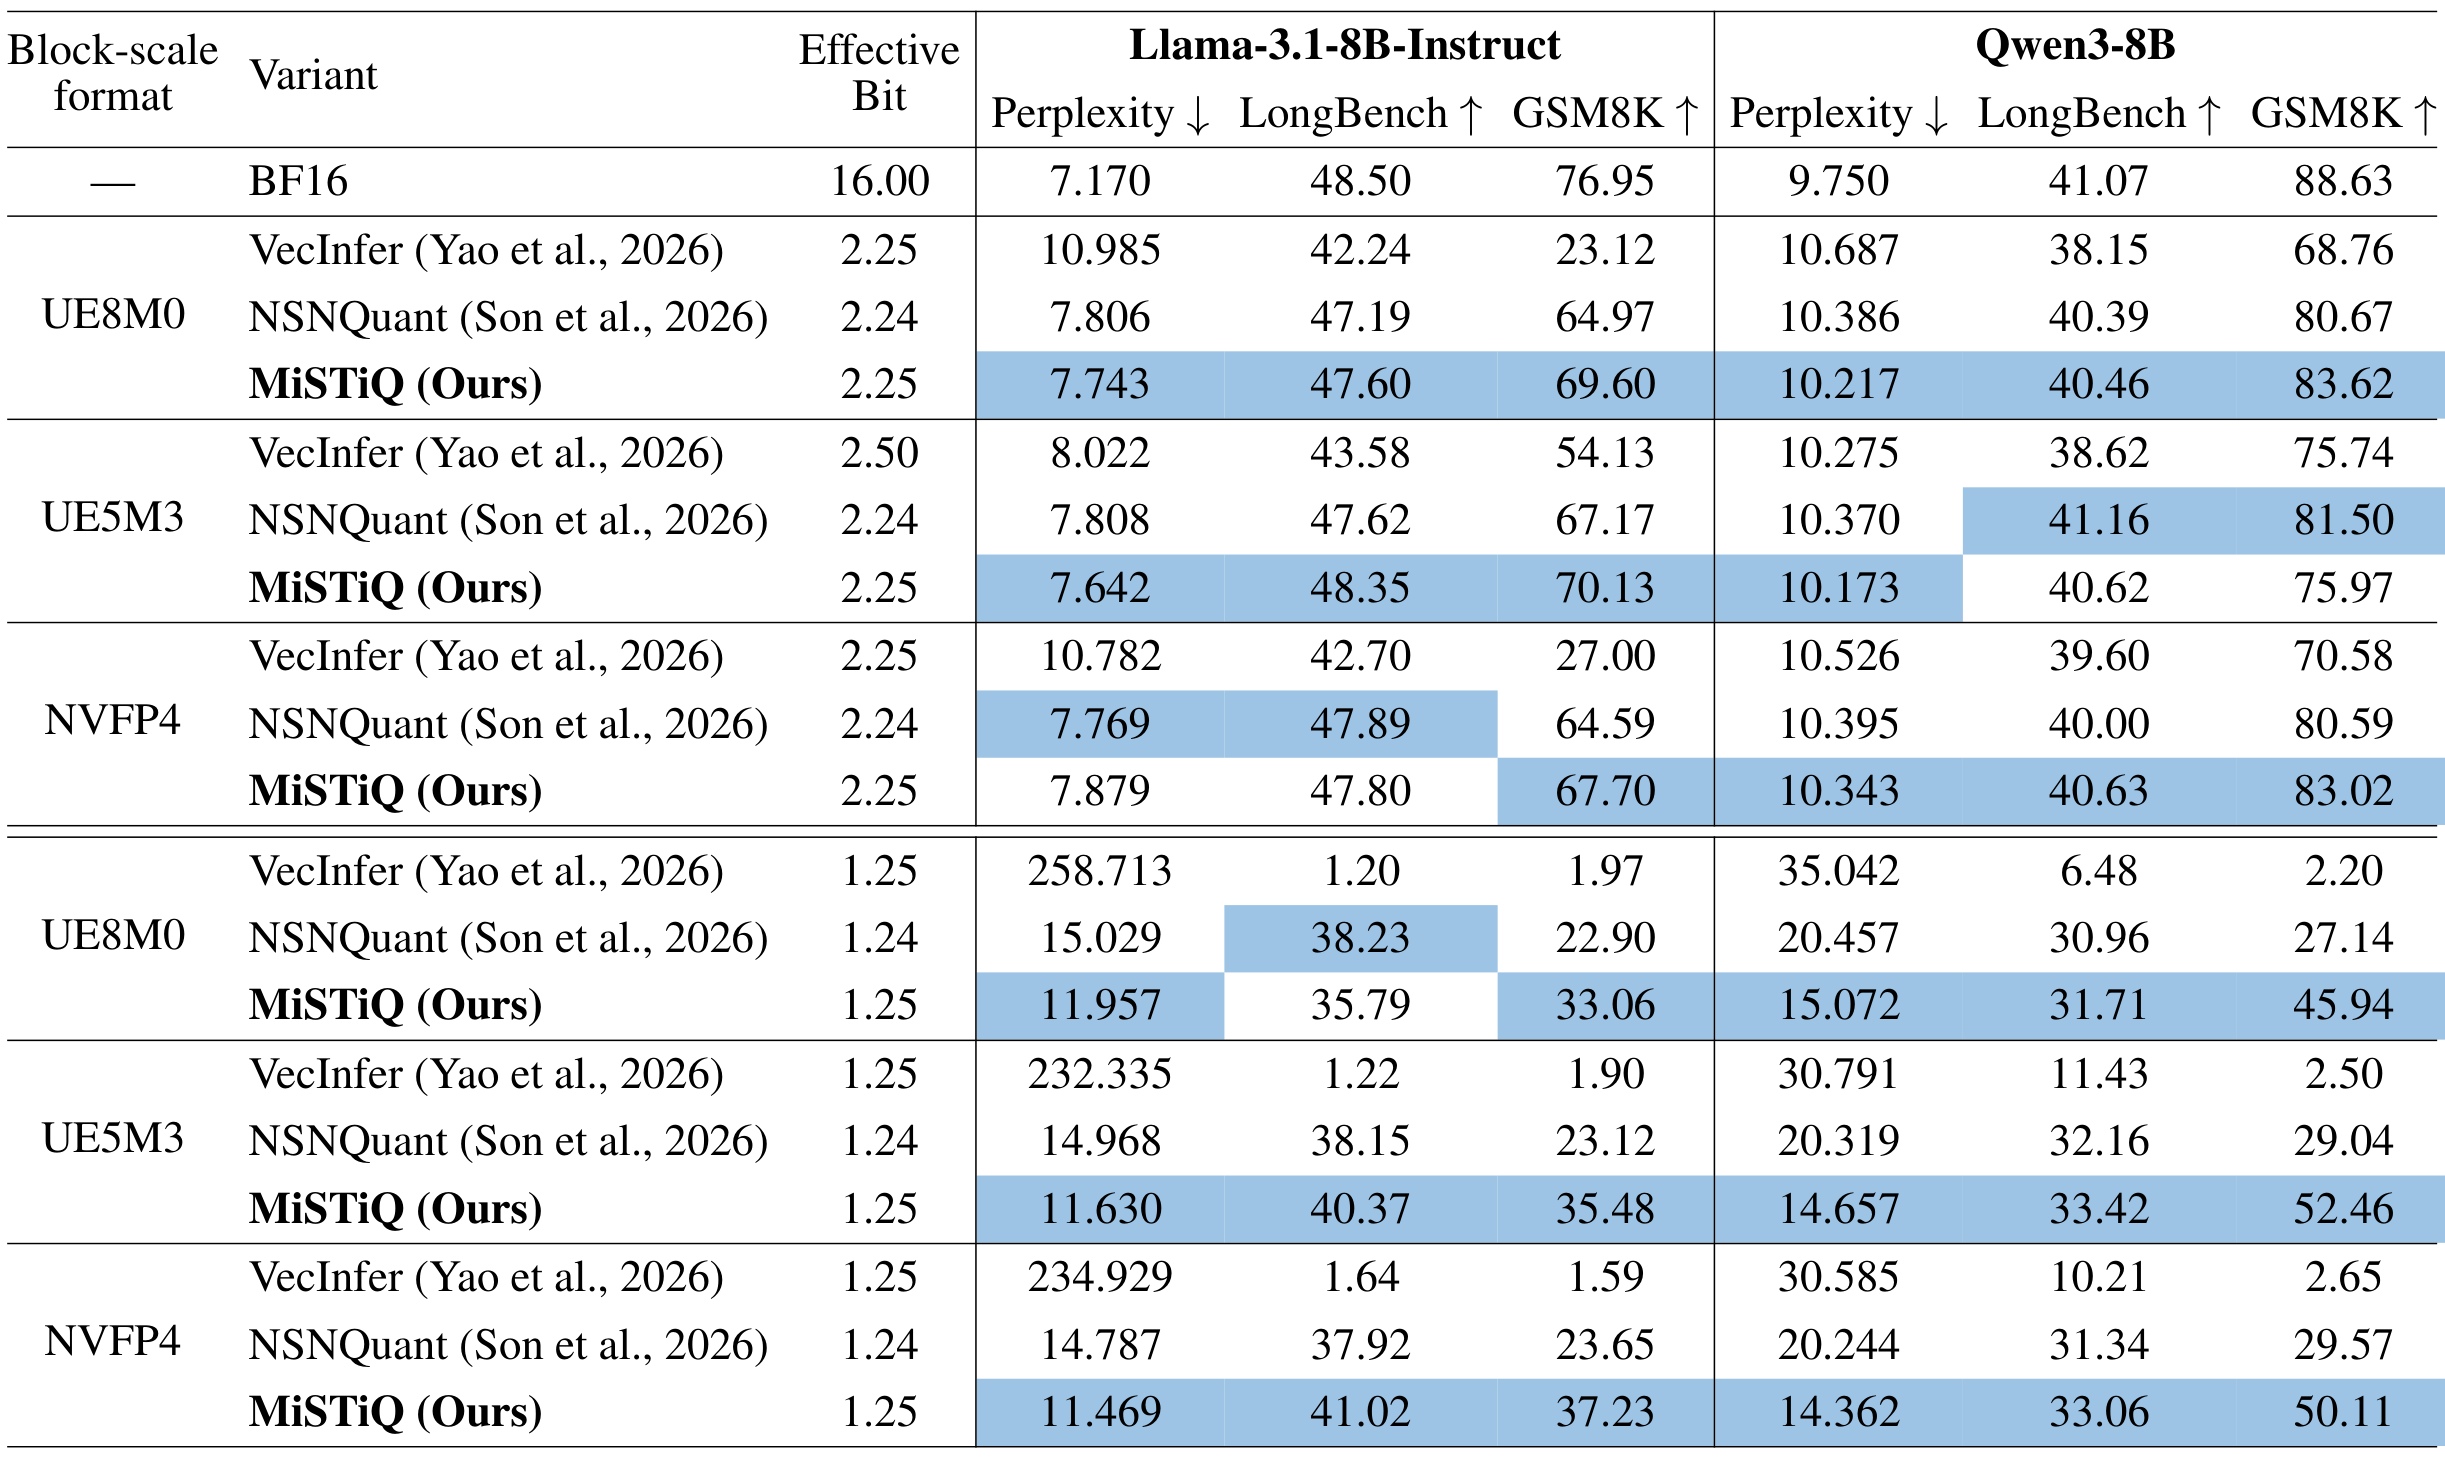 Block-scale format Variant Effective Bit Llama-3.1-8B-Instruct Qwen3-8B
Perplexity ↓ LongBench ↑ GSM8K ↑ Perplexity ↓ LongBench ↑ GSM8K ↑
— BF16 16.00 7.170 48.50 76.95 9.750 41.07 88.63
VecInfer (Yao et al., 2026) 2.25 10.985 42.24 23.12 10.687 38.15 68.76
UE8M0 NSNQuant (Son et al., 2026) 2.24 7.806 47.19 64.97 10.386 40.39 80.67
MiSTiQ (Ours) 2.25 7.743 47.60 69.60 10.217 40.46 83.62
VecInfer (Yao et al., 2026) 2.50 8.022 43.58 54.13 10.275 38.62 75.74
UE5M3 NSNQuant (Son et al., 2026) 2.24 7.808 47.62 67.17 10.370 41.16 81.50
MiSTiQ (Ours) 2.25 7.642 48.35 70.13 10.173 40.62 75.97
VecInfer (Yao et al., 2026) 2.25 10.782 42.70 27.00 10.526 39.60 70.58
NVFP4 NSNQuant (Son et al., 2026) 2.24 7.769 47.89 64.59 10.395 40.00 80.59
MiSTiQ (Ours) 2.25 7.879 47.80 67.70 10.343 40.63 83.02
VecInfer (Yao et al., 2026) 1.25 258.713 1.20 1.97 35.042 6.48 2.20
UE8M0 NSNQuant (Son et al., 2026) 1.24 15.029 38.23 22.90 20.457 30.96 27.14
MiSTiQ (Ours) 1.25 11.957 35.79 33.06 15.072 31.71 45.94
VecInfer (Yao et al., 2026) 1.25 232.335 1.22 1.90 30.791 11.43 2.50
UE5M3 NSNQuant (Son et al., 2026) 1.24 14.968 38.15 23.12 20.319 32.16 29.04
MiSTiQ (Ours) 1.25 11.630 40.37 35.48 14.657 33.42 52.46
VecInfer (Yao et al., 2026) 1.25 234.929 1.64 1.59 30.585 10.21 2.65
NVFP4 NSNQuant (Son et al., 2026) 1.24 14.787 37.92 23.65 20.244 31.34 29.57
MiSTiQ (Ours) 1.25 11.469 41.02 37.23 14.362 33.06 50.11